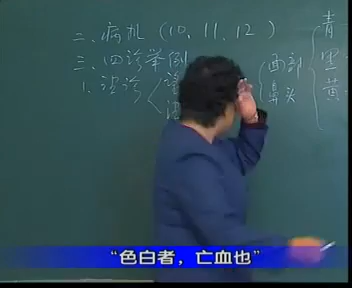 二、病机（10、11、12）
三、四诊举例
1. 诊
望
面部
鼻头
青
黑
黄
“色白者，亡血也”